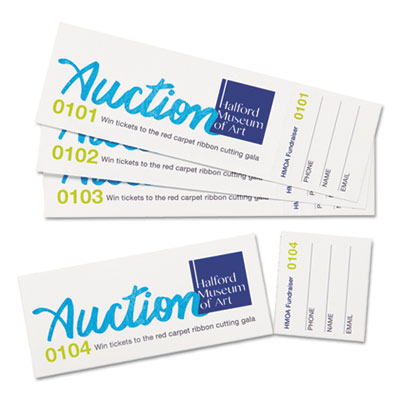 Auction
Halford
Museum
of Art
0101 Win tickets to the red carpet ribbon cutting gala
HMOA Fundraiser 0101
PHONE
NAME
EMAIL
0102 Win tickets to the red carpet ribbon cutting gala
0103 Win tickets to the red carpet ribbon cutting gala
Auction
Halford
Museum
of Art
0104 Win tickets to the red carpet ribbon cutting gala
HMOA Fundraiser 0104
PHONE
NAME
EMAIL